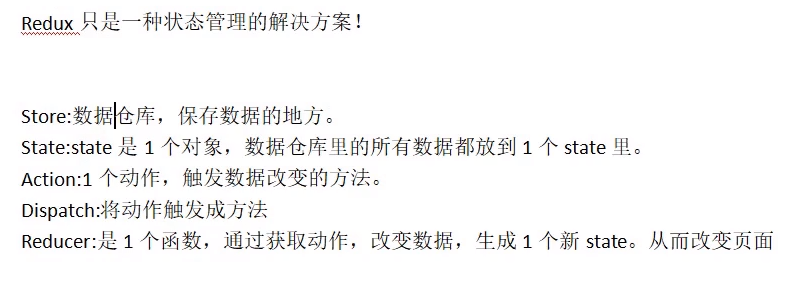 Redux 只是一种状态管理的解决方案！
Store:数据仓库，保存数据的地方。
State:state 是 1 个对象，数据仓库里的所有数据都放到 1 个 state 里。
Action:1 个动作，触发数据改变的方法。
Dispatch:将动作触发成方法
Reducer:是 1 个函数，通过获取动作，改变数据，生成 1 个新 state。从而改变页面